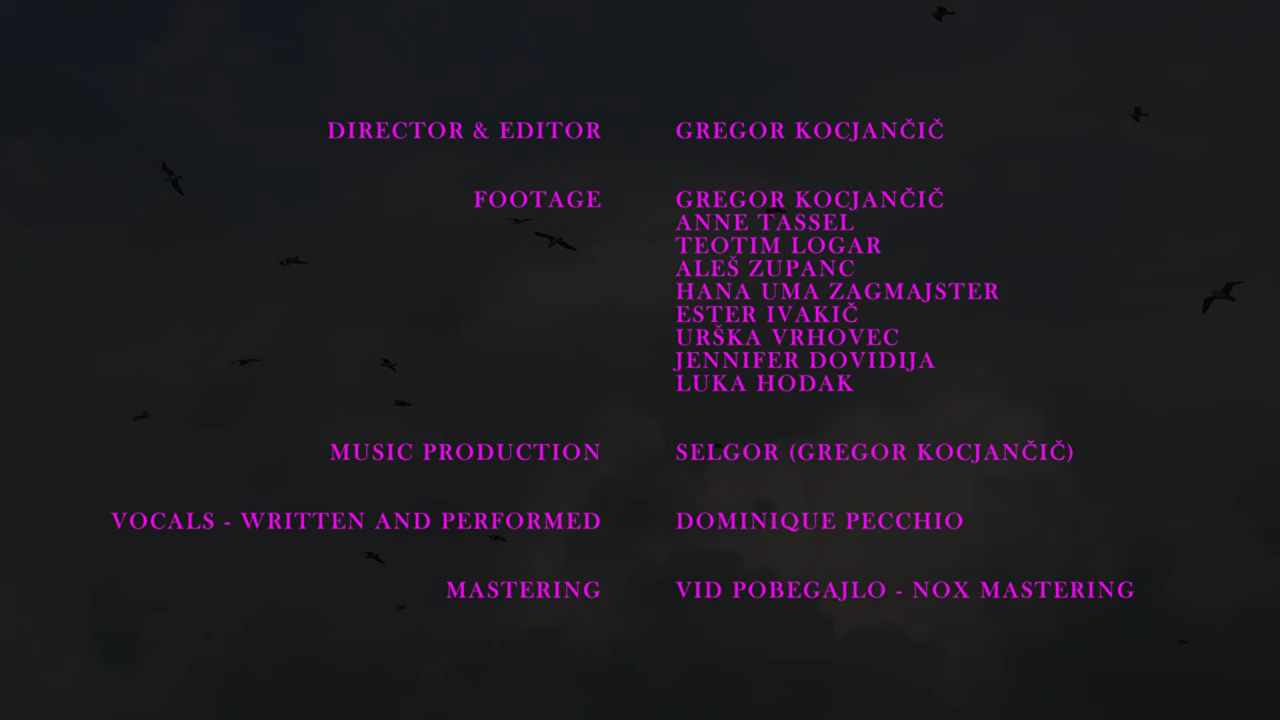 DIRECTOR & EDITOR GREGOR KOCJANČIČ
FOOTAGE GREGOR KOCJANČIČ
ANNE TASSEL
TEOTIM LOGAR
ALEŠ ZUPANC
HANA UMA ZAGMAJSTER
ESTER IVAKIČ
URŠKA VRHOVEC
JENNIFER DOVIDIJA
LUKA HODAK
MUSIC PRODUCTION SELGOR (GREGOR KOCJANČIČ)
VOCALS - WRITTEN AND PERFORMED DOMINIQUE PECCHIO
MASTERING VID POBEGAJLO - NOX MASTERING